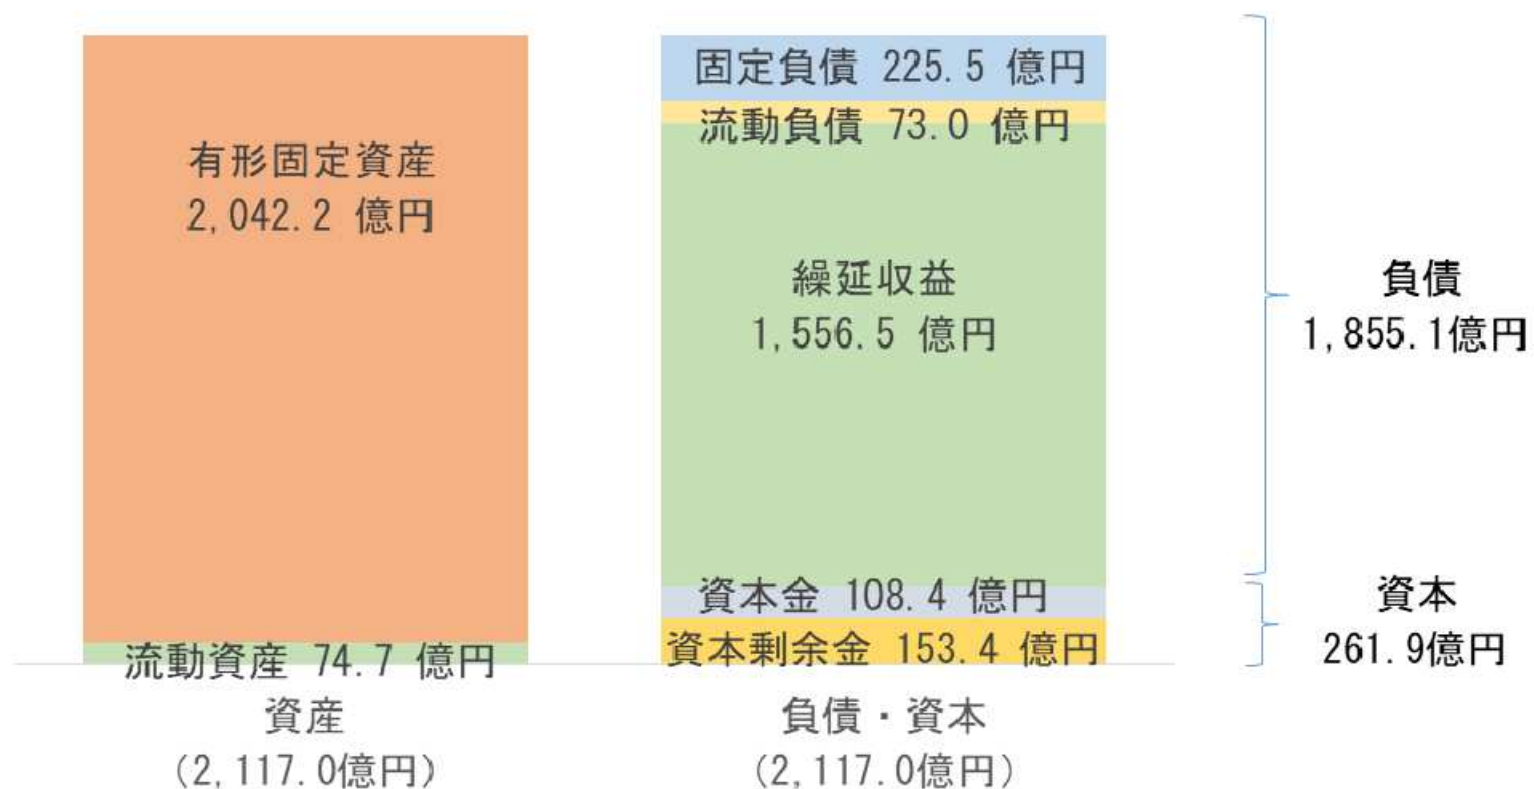 有形固定資産
2,042.2 億円
流動資産 74.7 億円
資産
(2,117.0億円)
固定負債 225.5 億円
流動負債 73.0 億円
繰延収益
1,556.5 億円
資本金 108.4 億円
資本剰余金 153.4 億円
負債・資本
(2,117.0億円)
負債
1,855.1億円
資本
261.9億円